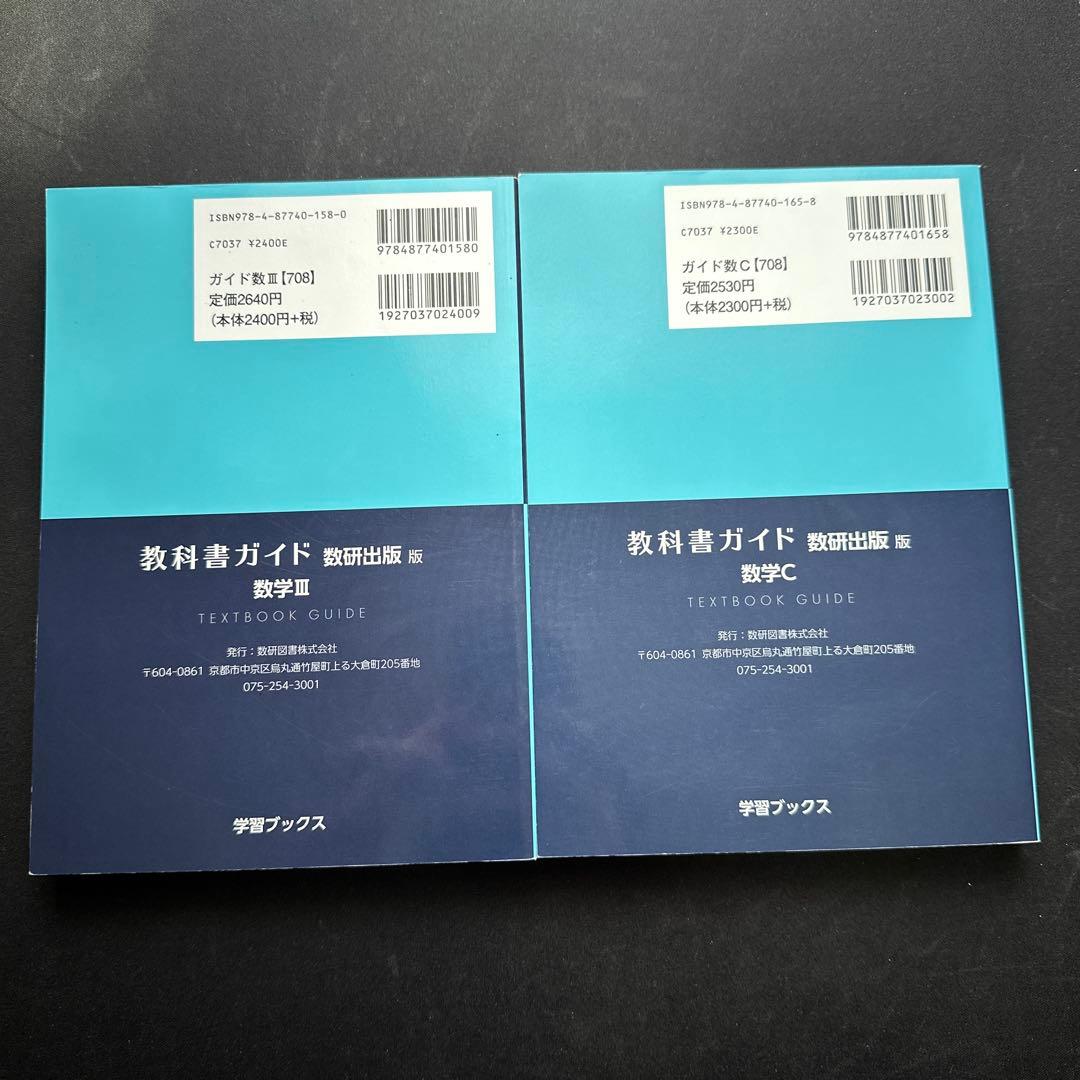 ISBN978-4-87740-158-0
C7037 ¥2400E
9784877401580
ガイド数Ⅲ【708】
定価2640円
(本体2400円+税)
1927037024009
教科書ガイド 数研出版 版
数学Ⅲ
TEXTBOOK GUIDE
発行：数研図書株式会社
〒604-0861 京都市中京区烏丸通竹屋町上る大倉町205番地
075-254-3001
学習ブックス
ISBN978-4-87740-165-8
C7037 ¥2300E
9784877401658
ガイド数C【708】
定価2530円
(本体2300円+税)
1927037023002
教科書ガイド 数研出版 版
数学C
TEXTBOOK GUIDE
発行：数研図書株式会社
〒604-0861 京都市中京区烏丸通竹屋町上る大倉町205番地
075-254-3001
学習ブックス